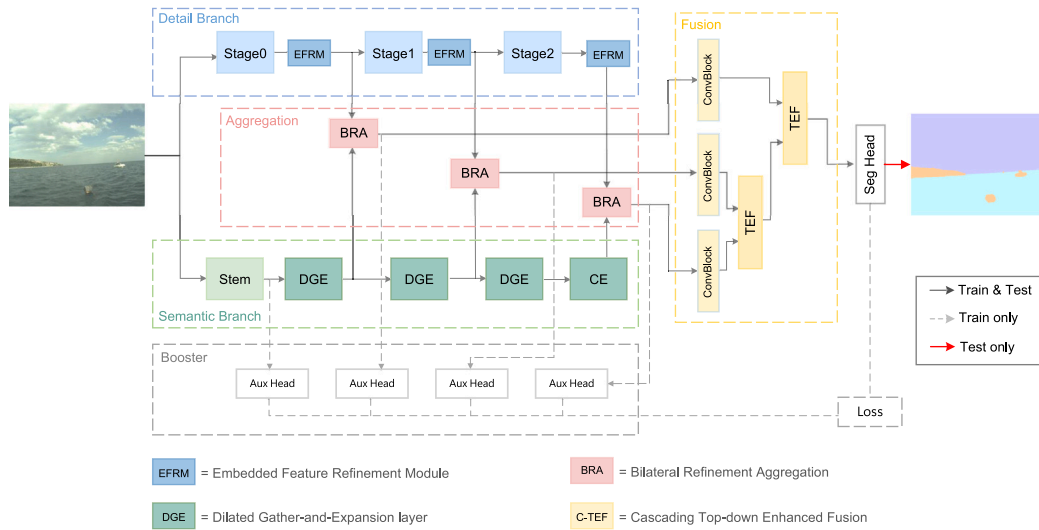 Detail Branch
Fusion
Stage0
EFRM
Stage1
EFRM
Stage2
EFRM
ConvBlock
TEF
Aggregation
BRA
BRA
BRA
ConvBlock
TEF
ConvBlock
Seg Head
Stem
DGE
DGE
DGE
CE
Semantic Branch
Train & Test
Train only
Test only
Booster
Aux Head
Aux Head
Aux Head
Aux Head
Loss
EFRM = Embedded Feature Refinement Module
BRA = Bilateral Refinement Aggregation
DGE = Dilated Gather-and-Expansion layer
C-TEF = Cascading Top-down Enhanced Fusion